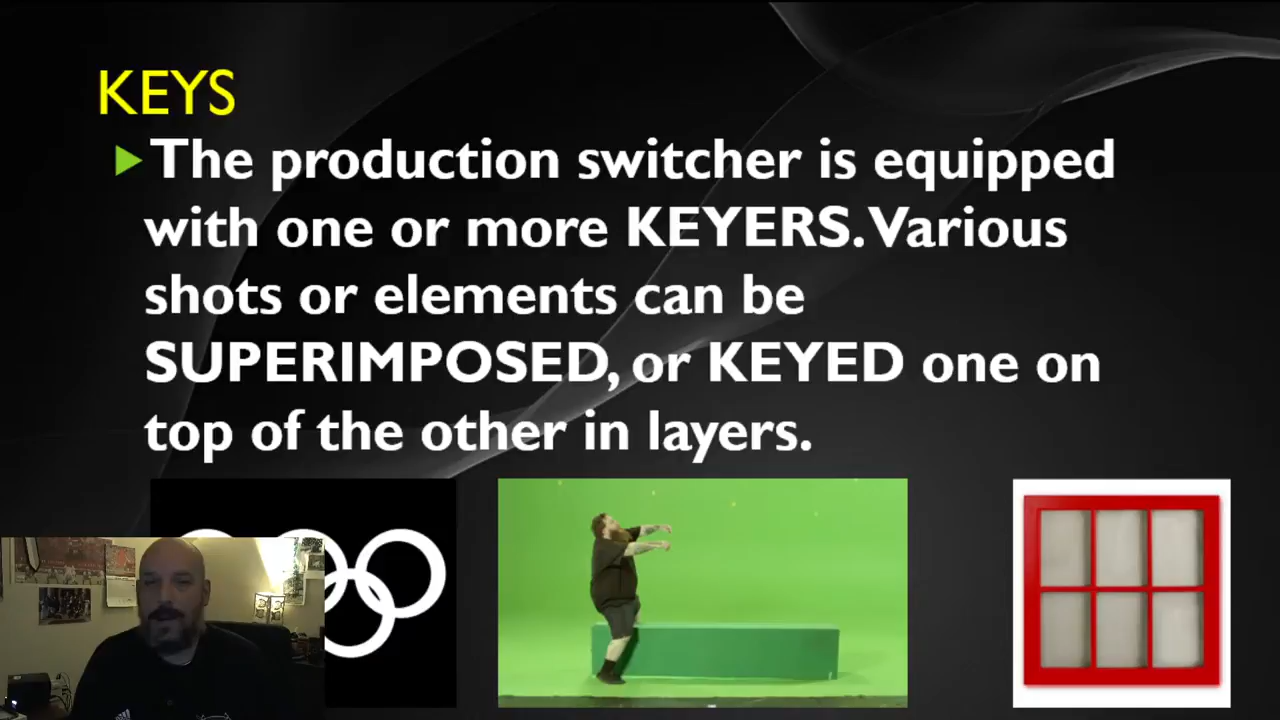 KEYS
The production switcher is equipped
with one or more KEYERS. Various
shots or elements can be
SUPERIMPOSED, or KEYED one on
top of the other in layers.